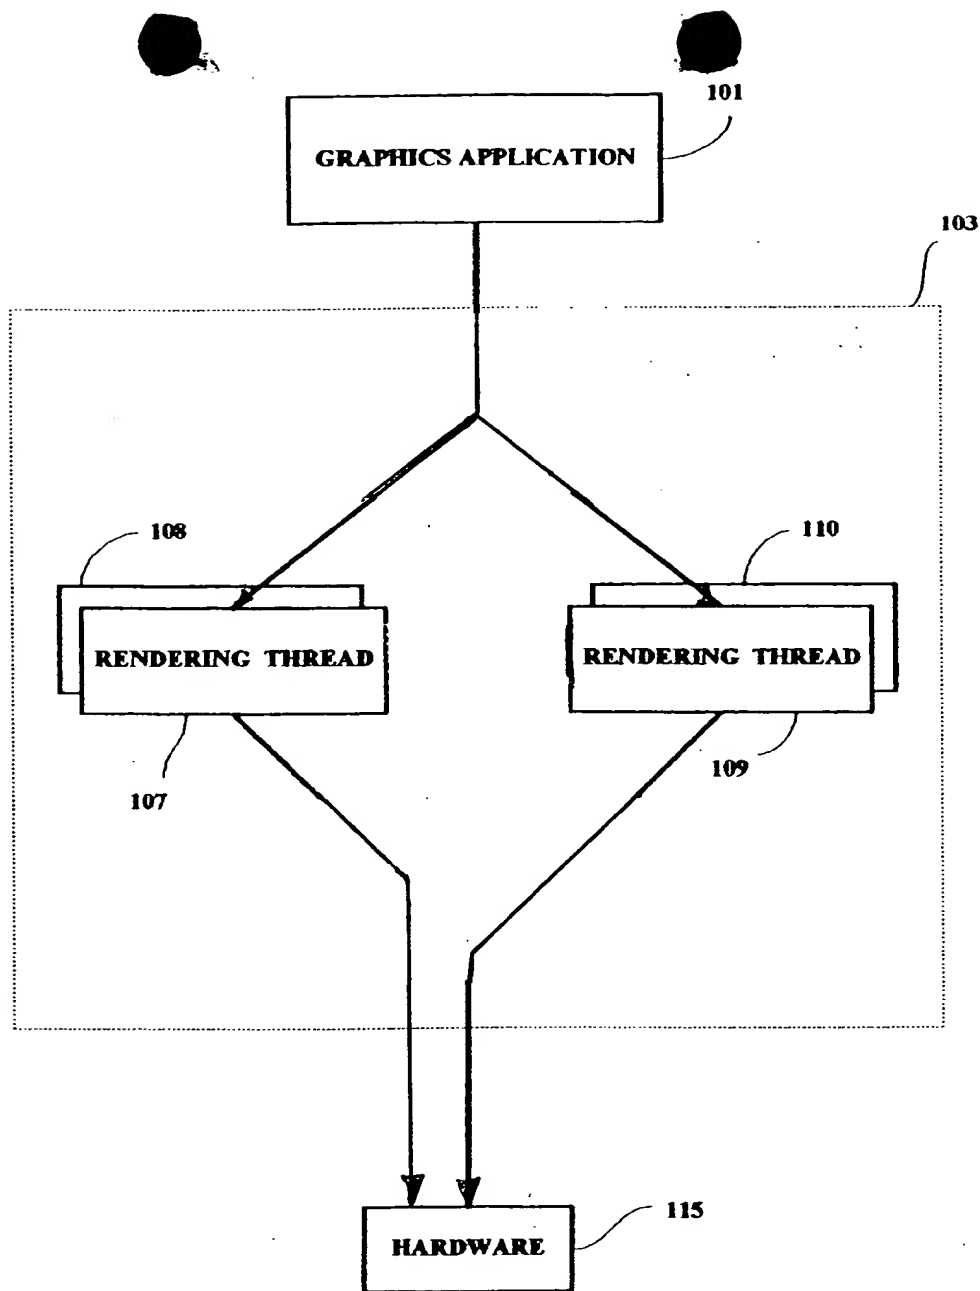 101
GRAPHICS APPLICATION
103
108
110
RENDERING THREAD
RENDERING THREAD
107
109
115
HARDWARE